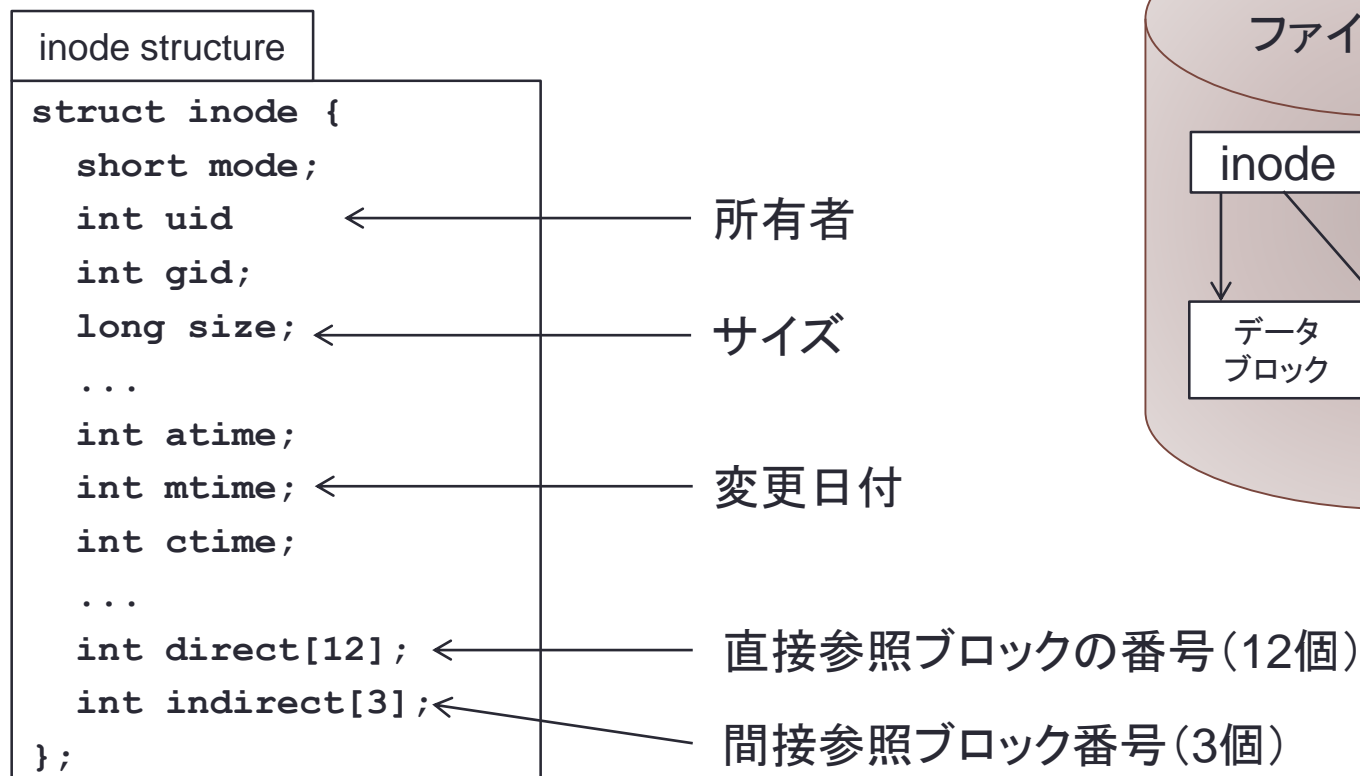 inode structure
struct inode {
short mode;
int uid
int gid;
long size;
...
int atime;
int mtime;
int ctime;
...
int direct[12];
int indirect[3];
};
所有者
サイズ
変更日付
直接参照ブロックの番号（12個）
間接参照ブロック番号（3個）
ファイ
inode
データ
ブロック